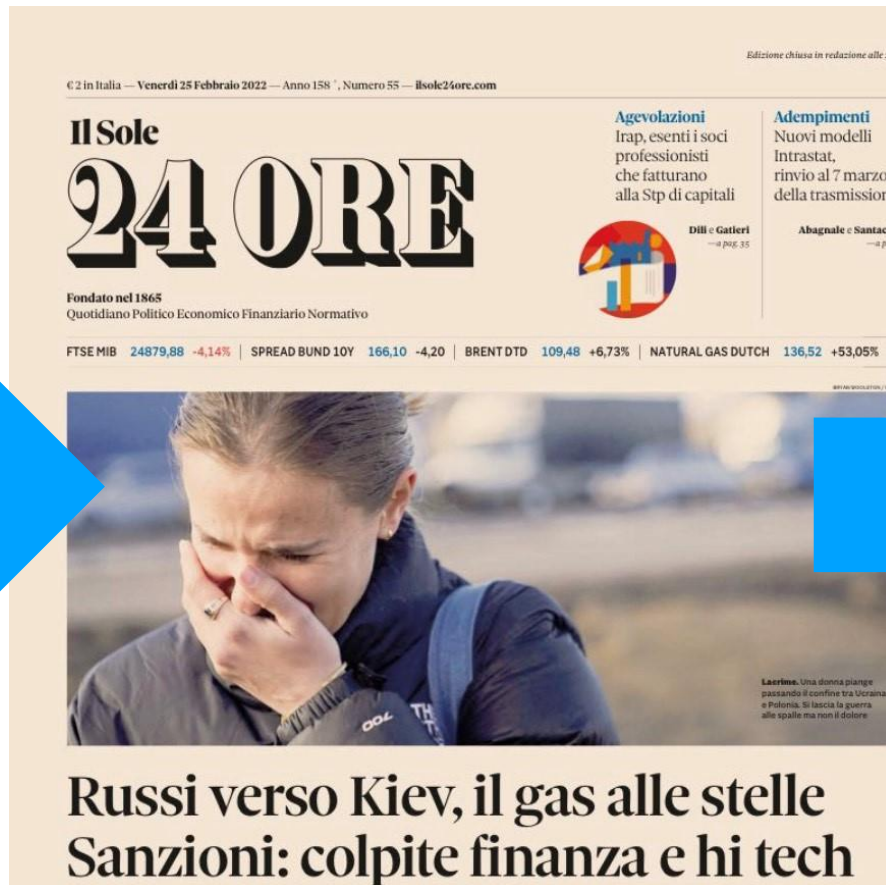 Edizione chiusa in redazione alle
€ 2 in Italia — Venerdì 25 Febbraio 2022 — Anno 158°, Numero 55 — ilsole24ore.com
Il Sole
24 ORE
Fondato nel 1865
Quotidiano Politico Economico Finanziario Normativo
Agevolazioni
Irap, esenti i soci
professionisti
che fatturano
alla Stp di capitali
Dili e Gatieri
—a pag. 35
Adempimenti
Nuovi modelli
Intrastat,
rinvio al 7 marzo
della trasmission
Abagnale e Santac
—a p
FTSE MIB 24879,88 -4,14% | SPREAD BUND 10Y 166,10 -4,20 | BRENT DTD 109,48 +6,73% | NATURAL GAS DUTCH 136,52 +53,05%
700
TH
Lacrime. Una donna piange
passando il confine tra Ucraina
e Polonia. Si lascia la guerra
alle spalle ma non il dolore
Russi verso Kiev, il gas alle stelle
Sanzioni: colpite finanza e hi tech